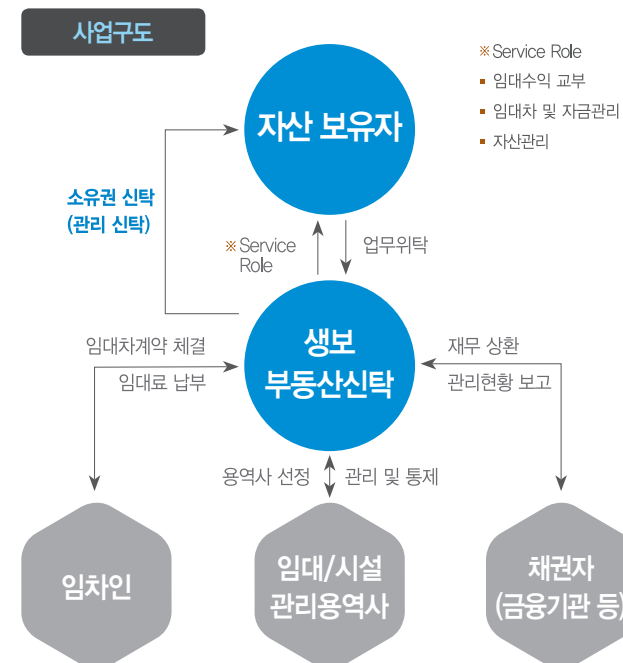 사업구도
※ Service Role
▪ 임대수익 교부
▪ 임대차 및 자금관리
▪ 자산관리
자산 보유자
소유권 신탁
(관리 신탁)
※ Service
Role
업무위탁
생보
부동산신탁
임대차계약 체결
임대료 납부
재무 상환
관리현황 보고
용역사 선정
관리 및 통제
임차인
임대/시설
관리용역사
채권자
(금융기관 등)